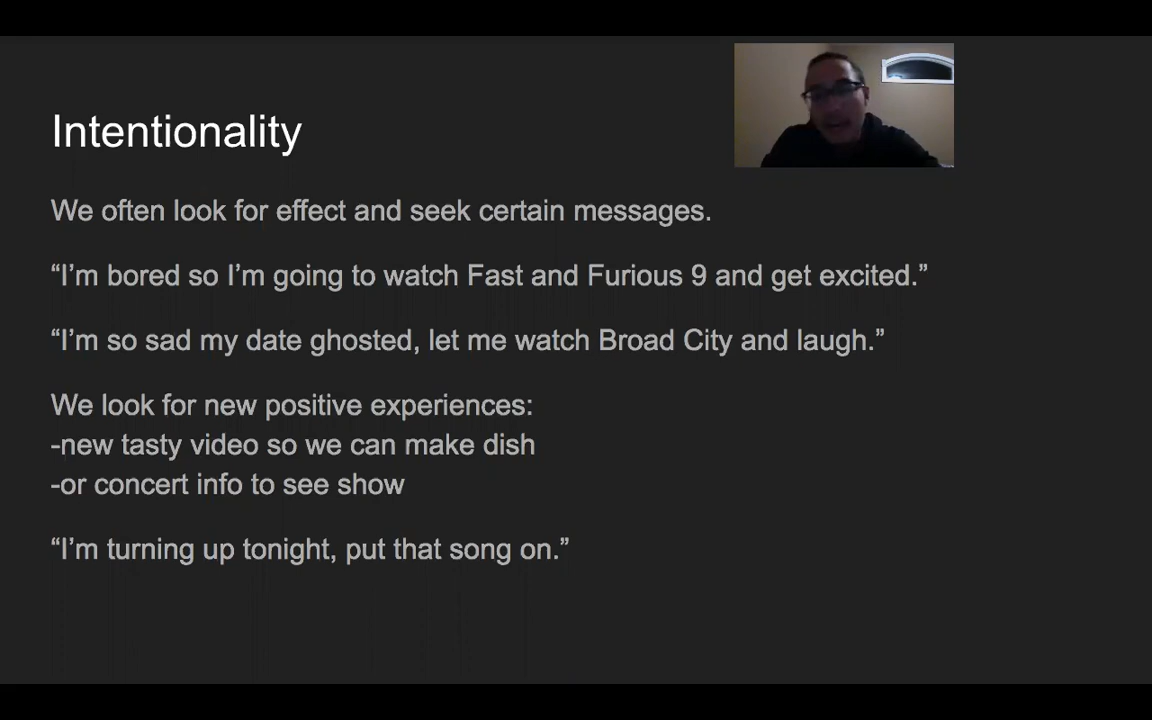 Intentionality
We often look for effect and seek certain messages.
“I’m bored so I’m going to watch Fast and Furious 9 and get excited.”
“I’m so sad my date ghosted, let me watch Broad City and laugh.”
We look for new positive experiences:
-new tasty video so we can make dish
-or concert info to see show
“I’m turning up tonight, put that song on.”